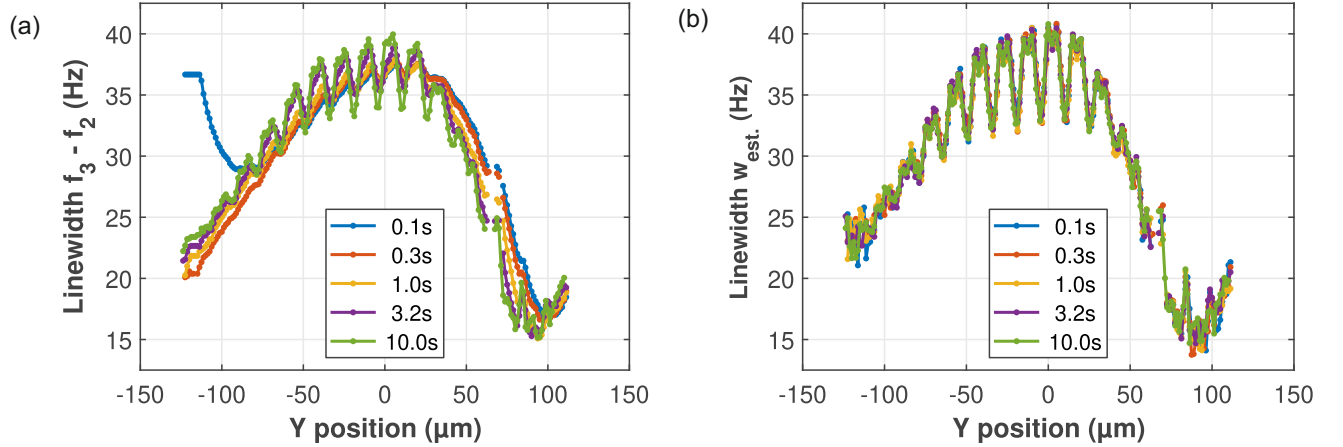 (a)
Linewidth f3 - f2 (Hz)
40
35
30
25
20
15
0.1s
0.3s
1.0s
3.2s
10.0s
-150 -100 -50 0 50 100 150
Y position (μm)
(b)
Linewidth west. (Hz)
40
35
30
25
20
15
0.1s
0.3s
1.0s
3.2s
10.0s
-150 -100 -50 0 50 100 150
Y position (μm)